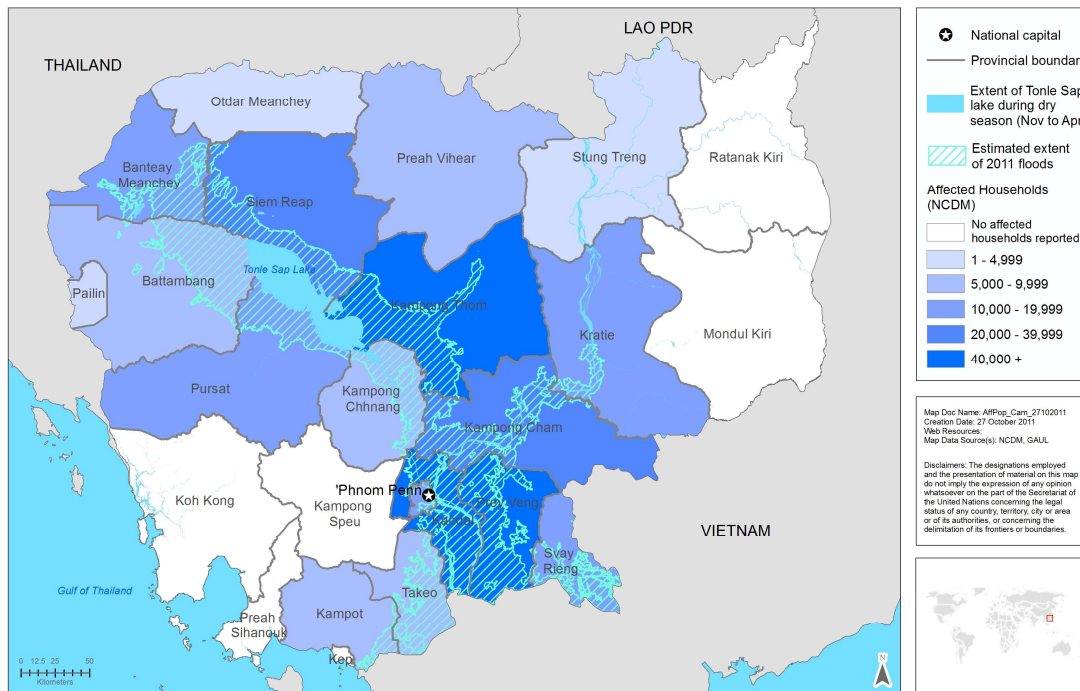 LAO PDR
THAILAND
Otdar Meanchey
Preah Vihear
Stung Treng
Ratanak Kiri
Banteay
Meanchey
Siem Reap
Tonle Sap Lake
Battambang
Pailin
Kampong Thom
Kratie
Mondul Kiri
Pursat
Kampong
Chhnang
Kampong Cham
'Phnom Penn
Koh Kong
Kampong
Speu
Kandal
Prey Veng
VIETNAM
Svay
Rieng
Takeo
Gulf of Thailand
Kampot
Preah
Sihanouk
Kep
0 12.5 25 50
Kilometers
N
National capital
Provincial boundar
Extent of Tonle Sap
lake during dry
season (Nov to Apr
Estimated extent
of 2011 floods
Affected Households
(NCDM)
No affected
households reported
1 - 4,999
5,000 - 9,999
10,000 - 19,999
20,000 - 39,999
40,000 +
Map Doc Name: AffPop_Cam_27102011
Creation Date: 27 October 2011
Web Resources:
Map Data Source(s): NCDM, GAUL
Disclaimers: The designations employed
and the presentation of material on this map
do not imply the expression of any opinion
whatsoever on the part of the Secretariat of
the United Nations concerning the legal
status of any country, territory, city or area
or of its authorities, or concerning the
delimitation of its frontiers or boundaries.